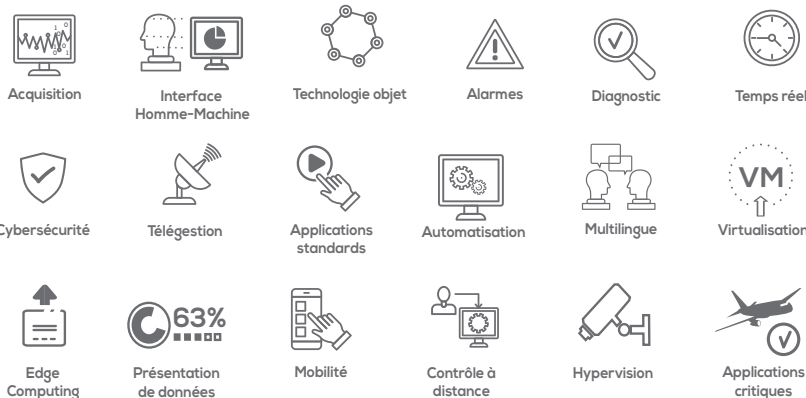 Acquisition
Interface
Homme-Machine
Technologie objet
Alarmes
Diagnostic
Temps réel
Cybersécurité
Télégestion
Applications
standards
Automatisation
Multilingue
VM
Virtualisation
63%
Edge
Computing
Présentation
de données
Mobilité
Contrôle à
distance
Hypervision
Applications
critiques